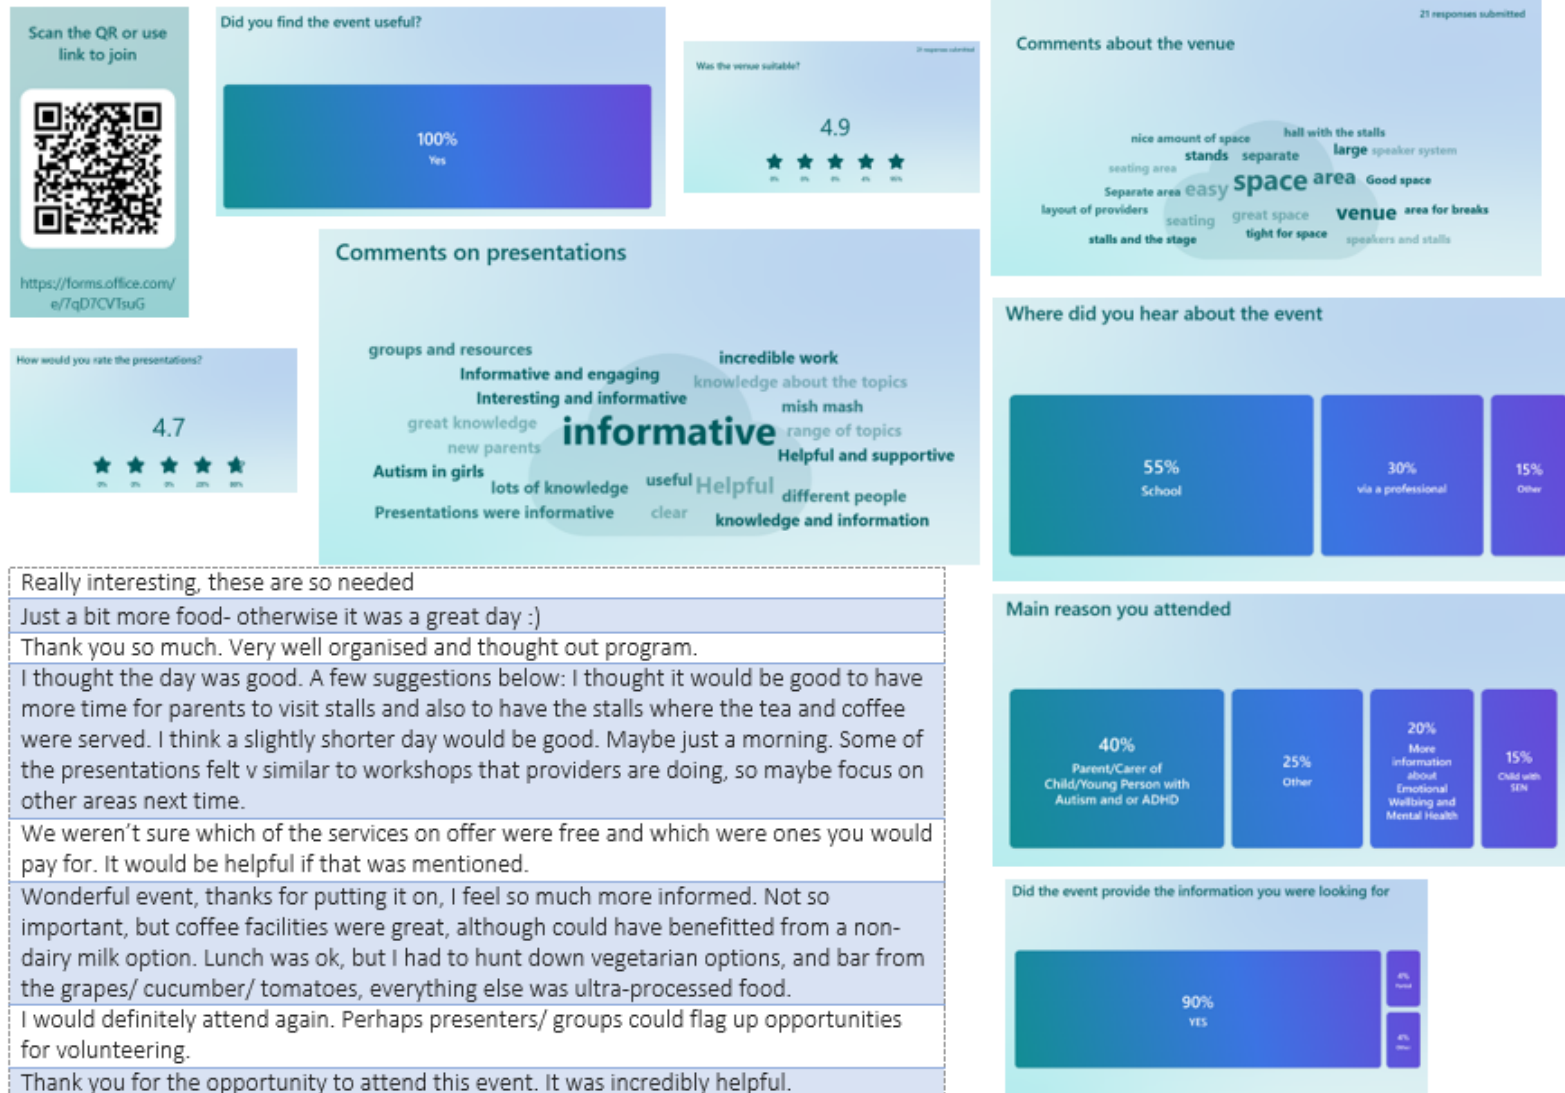 Scan the QR or use
link to join
https://forms.office.com/
e/7qD7CVTsuG
Did you find the event useful?
100%
Yes
21 responses submitted
Was the venue suitable?
4.9
0%
0%
0%
4%
95%
21 responses submitted
Comments about the venue
nice amount of space
hall with the stalls
stands
separate
large
speaker system
seating area
space
area
Good space
Separate area
easy
layout of providers
seating
great space
venue
area for breaks
stalls and the stage
tight for space
speakers and stalls
How would you rate the presentations?
4.7
0%
0%
0%
20%
80%
Comments on presentations
groups and resources
incredible work
Informative and engaging
knowledge about the topics
Interesting and informative
mish mash
great knowledge
informative
range of topics
new parents
Helpful and supportive
Autism in girls
lots of knowledge
useful
Helpful
different people
Presentations were informative
clear
knowledge and information
Where did you hear about the event
55%
School
30%
via a professional
15%
Other
Main reason you attended
40%
Parent/Carer of
Child/Young Person with
Autism and or ADHD
25%
Other
20%
More
information
about
Emotional
Wellbing and
Mental Health
15%
Child with
SEN
Did the event provide the information you were looking for
90%
YES
4%
4%
Really interesting, these are so needed
Just a bit more food- otherwise it was a great day :)
Thank you so much. Very well organised and thought out program.
I thought the day was good. A few suggestions below: I thought it would be good to have
more time for parents to visit stalls and also to have the stalls where the tea and coffee
were served. I think a slightly shorter day would be good. Maybe just a morning. Some of
the presentations felt v similar to workshops that providers are doing, so maybe focus on
other areas next time.
We weren't sure which of the services on offer were free and which were ones you would
pay for. It would be helpful if that was mentioned.
Wonderful event, thanks for putting it on, I feel so much more informed. Not so
important, but coffee facilities were great, although could have benefitted from a non-
dairy milk option. Lunch was ok, but I had to hunt down vegetarian options, and bar from
the grapes/ cucumber/ tomatoes, everything else was ultra-processed food.
I would definitely attend again. Perhaps presenters/ groups could flag up opportunities
for volunteering.
Thank you for the opportunity to attend this event. It was incredibly helpful.